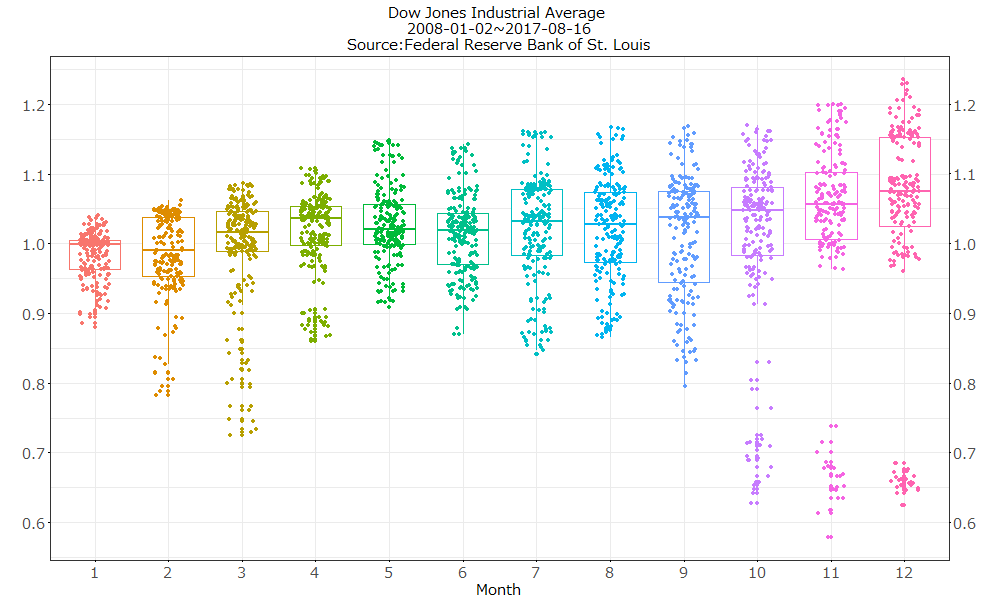 Dow Jones Industrial Average
2008-01-02~2017-08-16
Source:Federal Reserve Bank of St. Louis
1.2 1.2
1.1 1.1
1.0 1.0
0.9 0.9
0.8 0.8
0.7 0.7
0.6 0.6
1 2 3 4 5 6 7 8 9 10 11 12
Month